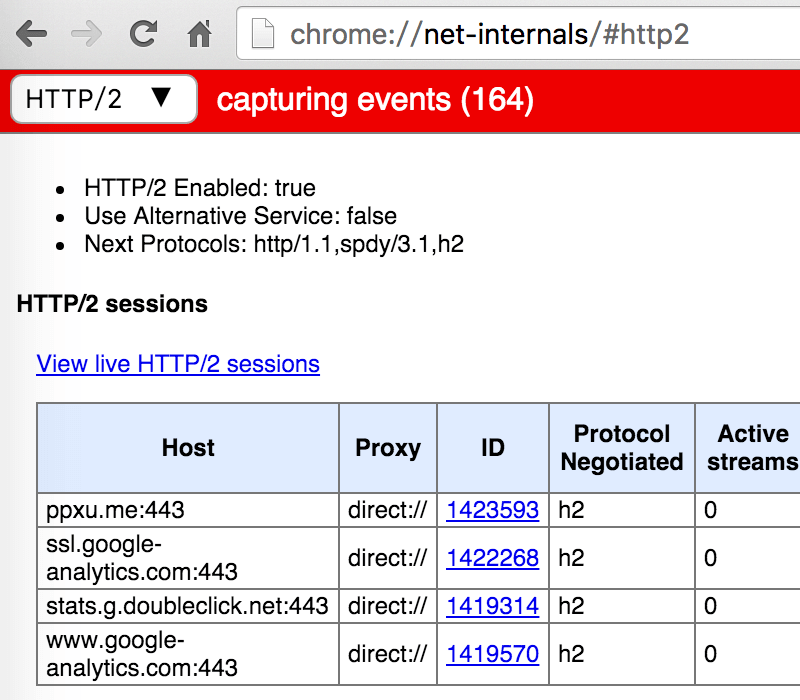 chrome://net-internals/#http2
HTTP/2 ▼ capturing events (164)
• HTTP/2 Enabled: true
• Use Alternative Service: false
• Next Protocols: http/1.1,spdy/3.1,h2
HTTP/2 sessions
View live HTTP/2 sessions
Host Proxy ID Protocol Negotiated Active streams
ppxu.me:443 direct:// 1423593 h2 0
ssl.google-
analytics.com:443 direct:// 1422268 h2 0
stats.g.doubleclick.net:443 direct:// 1419314 h2 0
www.google-
analytics.com:443 direct:// 1419570 h2 0